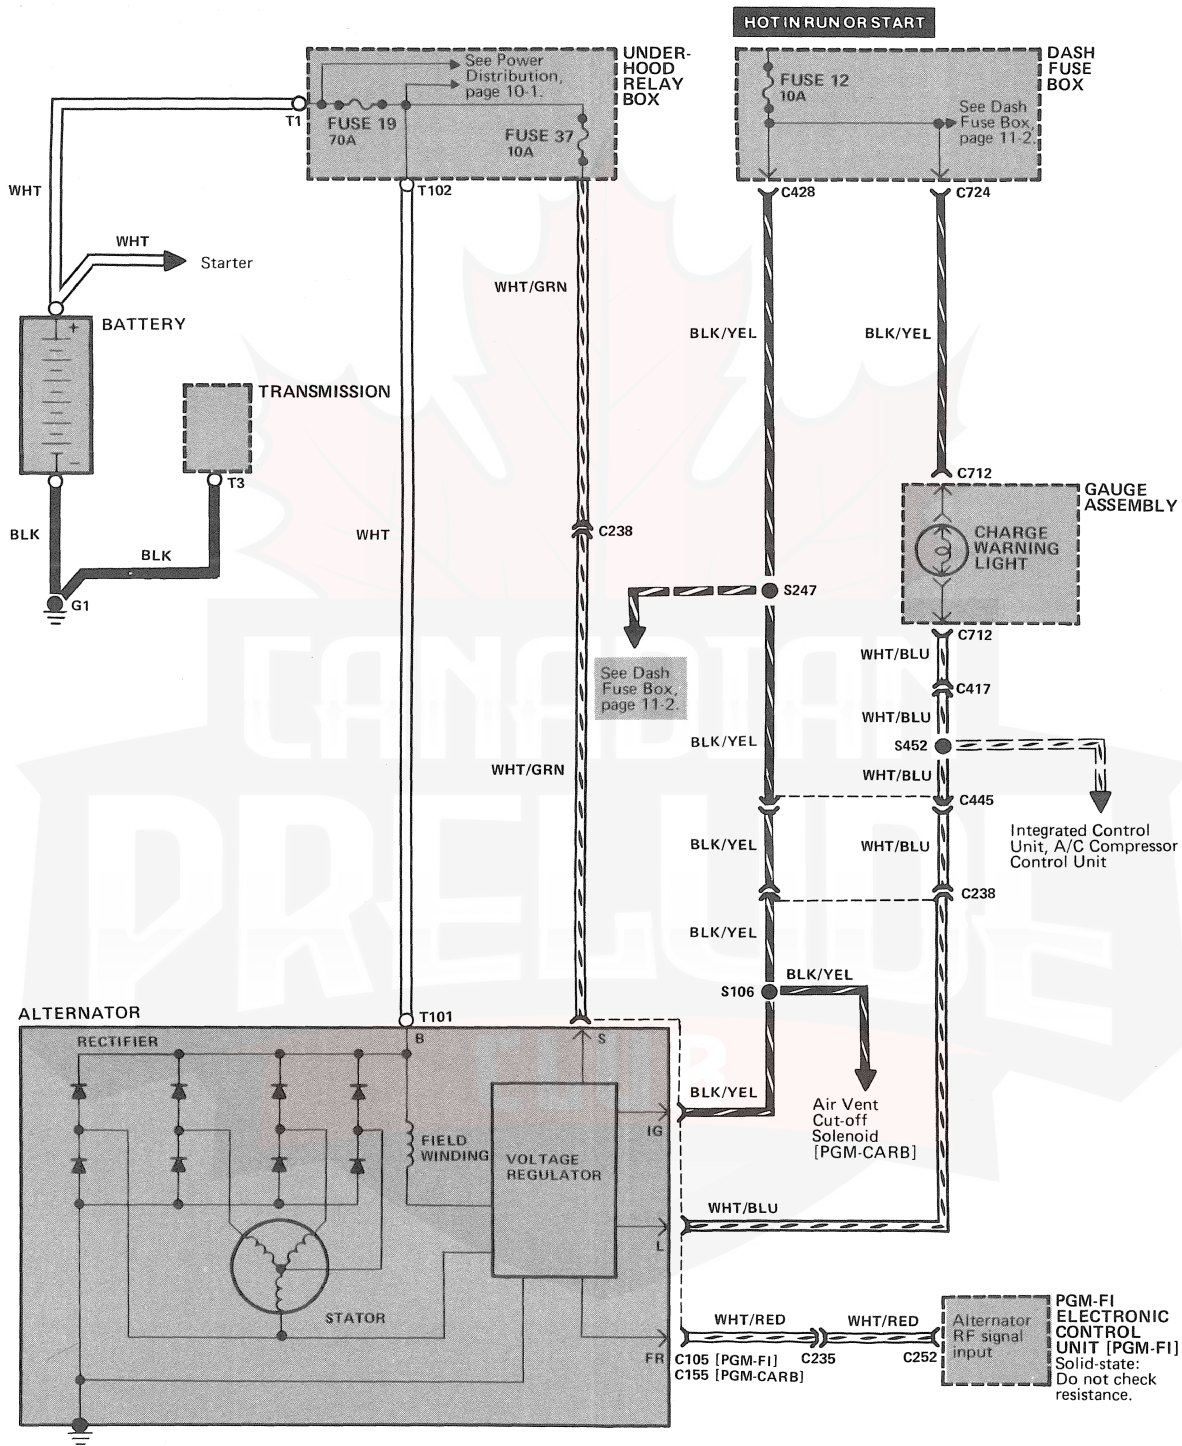 HOT IN RUN OR START
UNDER-
HOOD
RELAY
BOX
See Power
Distribution,
page 10-1.
FUSE 19
70A
FUSE 37
10A
T1
T102
DASH
FUSE
BOX
FUSE 12
10A
See Dash
Fuse Box,
page 11-2.
C428
C724
WHT
WHT
Starter
BATTERY
+
-
TRANSMISSION
T3
BLK
BLK
G1
WHT
WHT/GRN
C238
WHT/GRN
BLK/YEL
BLK/YEL
C712
GAUGE
ASSEMBLY
CHARGE
WARNING
LIGHT
S247
See Dash
Fuse Box,
page 11-2.
C712
WHT/BLU
C417
WHT/BLU
S452
WHT/BLU
C445
BLK/YEL
Integrated Control
Unit, A/C Compressor
Control Unit
BLK/YEL
WHT/BLU
C238
BLK/YEL
S106
BLK/YEL
Air Vent
Cut-off
Solenoid
[PGM-CARB]
BLK/YEL
ALTERNATOR
T101
B
S
RECTIFIER
IG
FIELD
WINDING
VOLTAGE
REGULATOR
L
WHT/BLU
STATOR
FR
WHT/RED
WHT/RED
C105 [PGM-FI]
C155 [PGM-CARB]
C235
C252
Alternator
RF signal
input
PGM-FI
ELECTRONIC
CONTROL
UNIT [PGM-FI]
Solid-state:
Do not check
resistance.
CANADIAN
PRELUDE
CLUB